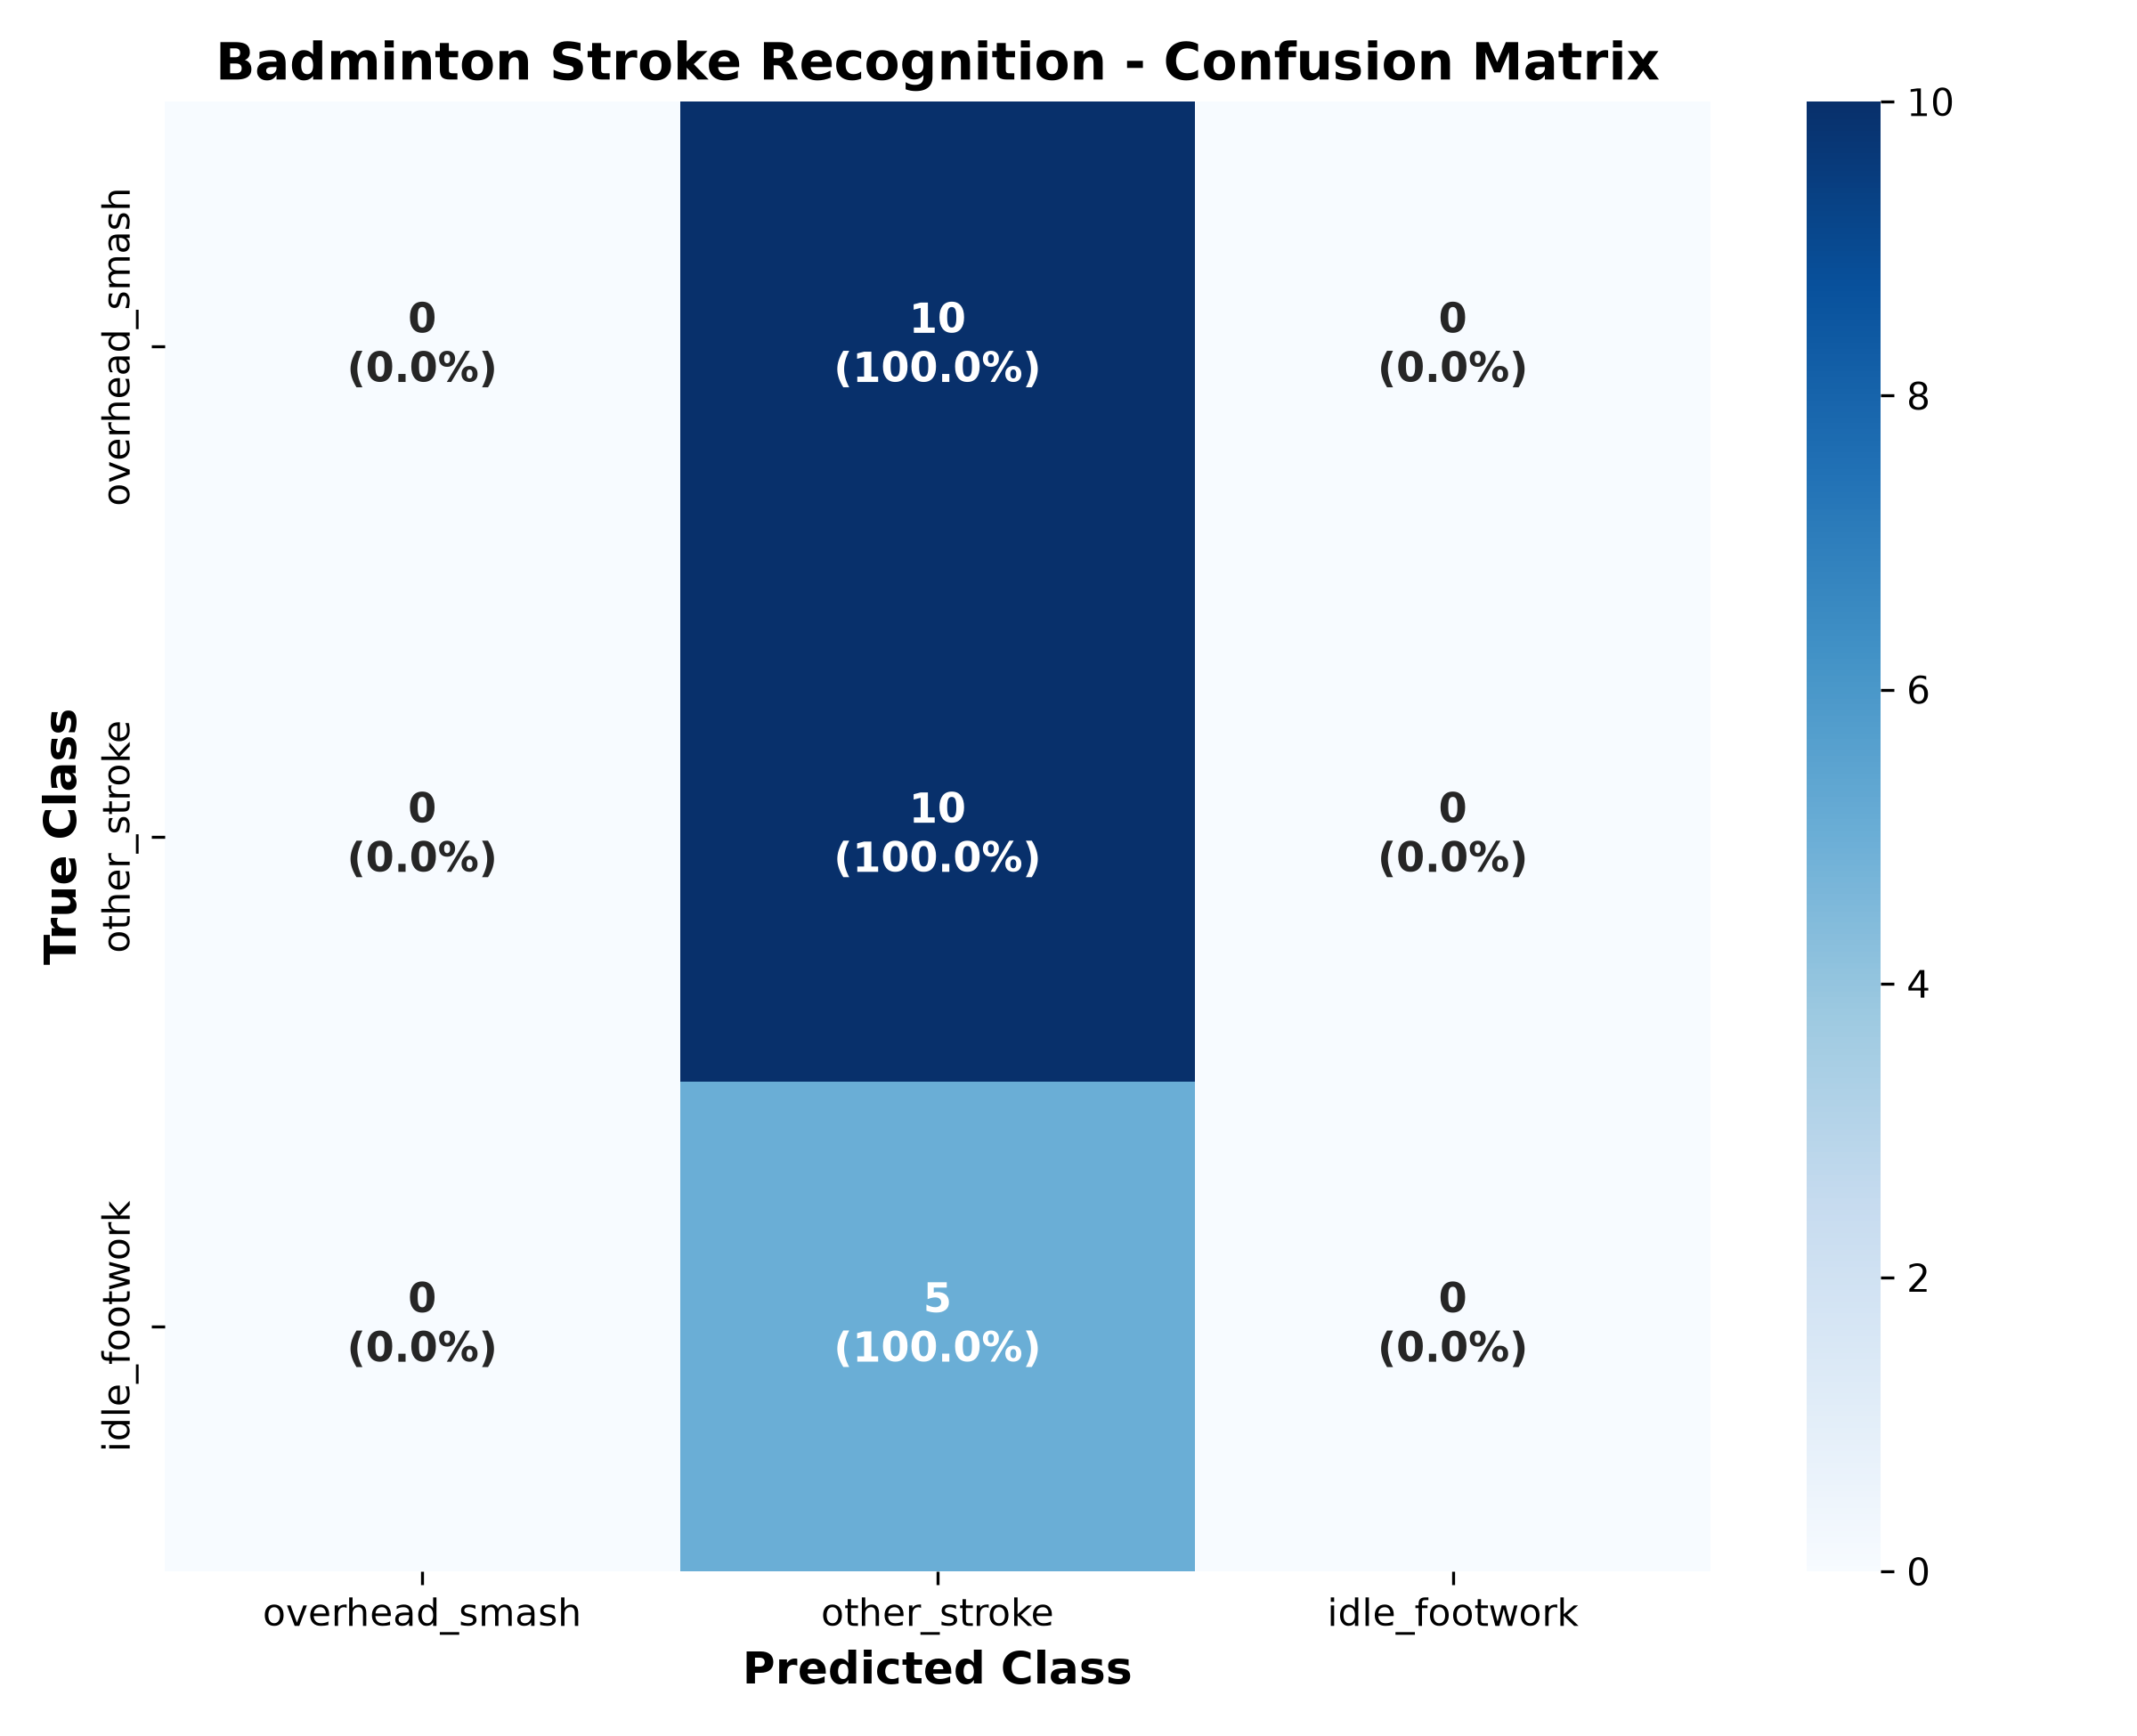 Badminton Stroke Recognition - Confusion Matrix
True Class
overhead_smash
0
(0.0%)
10
(100.0%)
0
(0.0%)
other_stroke
0
(0.0%)
10
(100.0%)
0
(0.0%)
idle_footwork
0
(0.0%)
5
(100.0%)
0
(0.0%)
overhead_smash
other_stroke
idle_footwork
Predicted Class
10
8
6
4
2
0